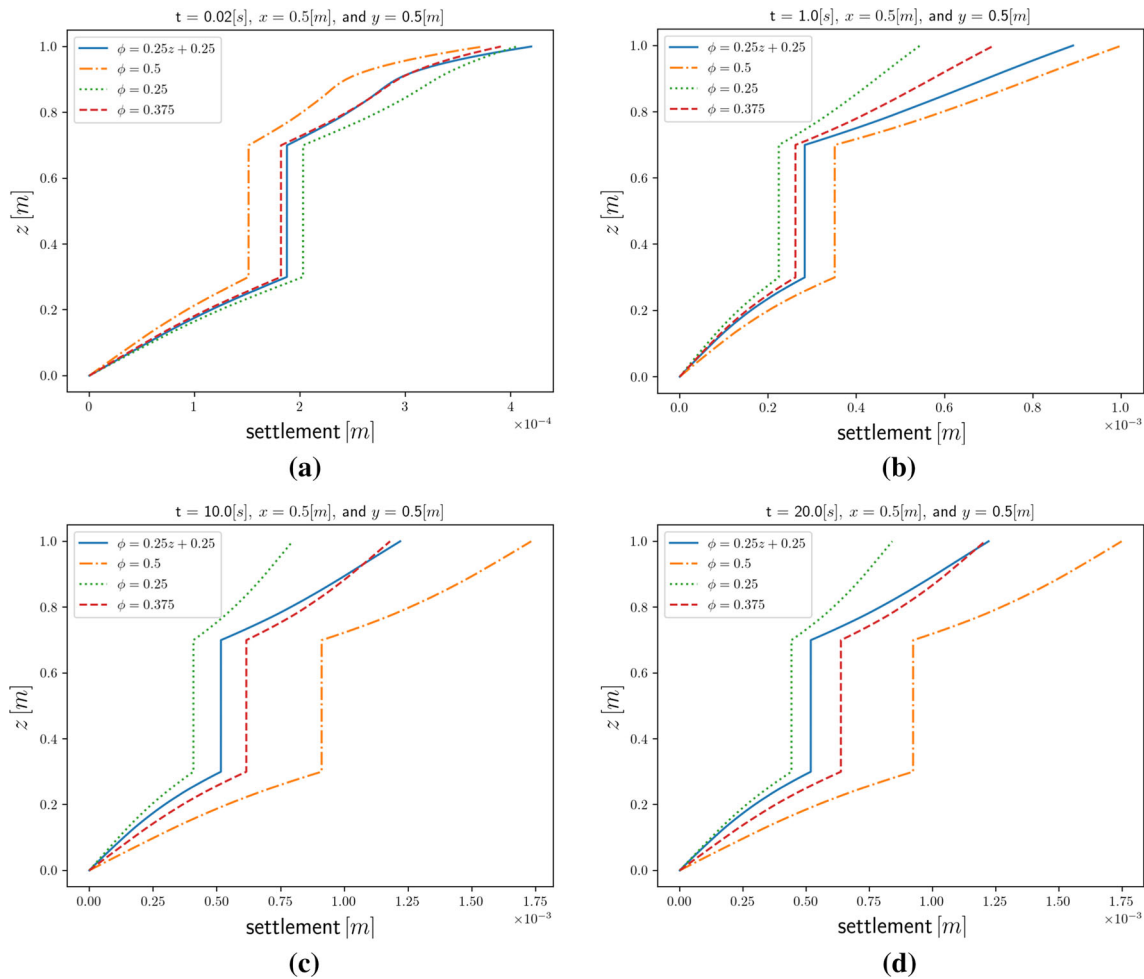 t = 0.02[s], x = 0.5[m], and y = 0.5[m]
ϕ = 0.25z + 0.25
ϕ = 0.5
ϕ = 0.25
ϕ = 0.375
z [m]
1.0
0.8
0.6
0.4
0.2
0.0
0 1 2 3 4
×10⁻⁴
settlement [m]
(a)
t = 1.0[s], x = 0.5[m], and y = 0.5[m]
ϕ = 0.25z + 0.25
ϕ = 0.5
ϕ = 0.25
ϕ = 0.375
z [m]
1.0
0.8
0.6
0.4
0.2
0.0
0.0 0.2 0.4 0.6 0.8 1.0
×10⁻³
settlement [m]
(b)
t = 10.0[s], x = 0.5[m], and y = 0.5[m]
ϕ = 0.25z + 0.25
ϕ = 0.5
ϕ = 0.25
ϕ = 0.375
z [m]
1.0
0.8
0.6
0.4
0.2
0.0
0.00 0.25 0.50 0.75 1.00 1.25 1.50 1.75
×10⁻³
settlement [m]
(c)
t = 20.0[s], x = 0.5[m], and y = 0.5[m]
ϕ = 0.25z + 0.25
ϕ = 0.5
ϕ = 0.25
ϕ = 0.375
z [m]
1.0
0.8
0.6
0.4
0.2
0.0
0.00 0.25 0.50 0.75 1.00 1.25 1.50 1.75
×10⁻³
settlement [m]
(d)